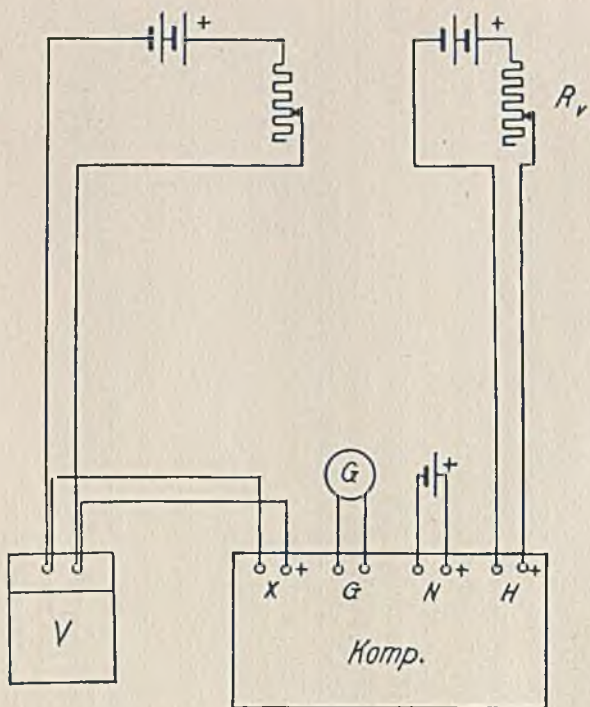 + +
R_v
G +
X + G N + H +
V
Komp.